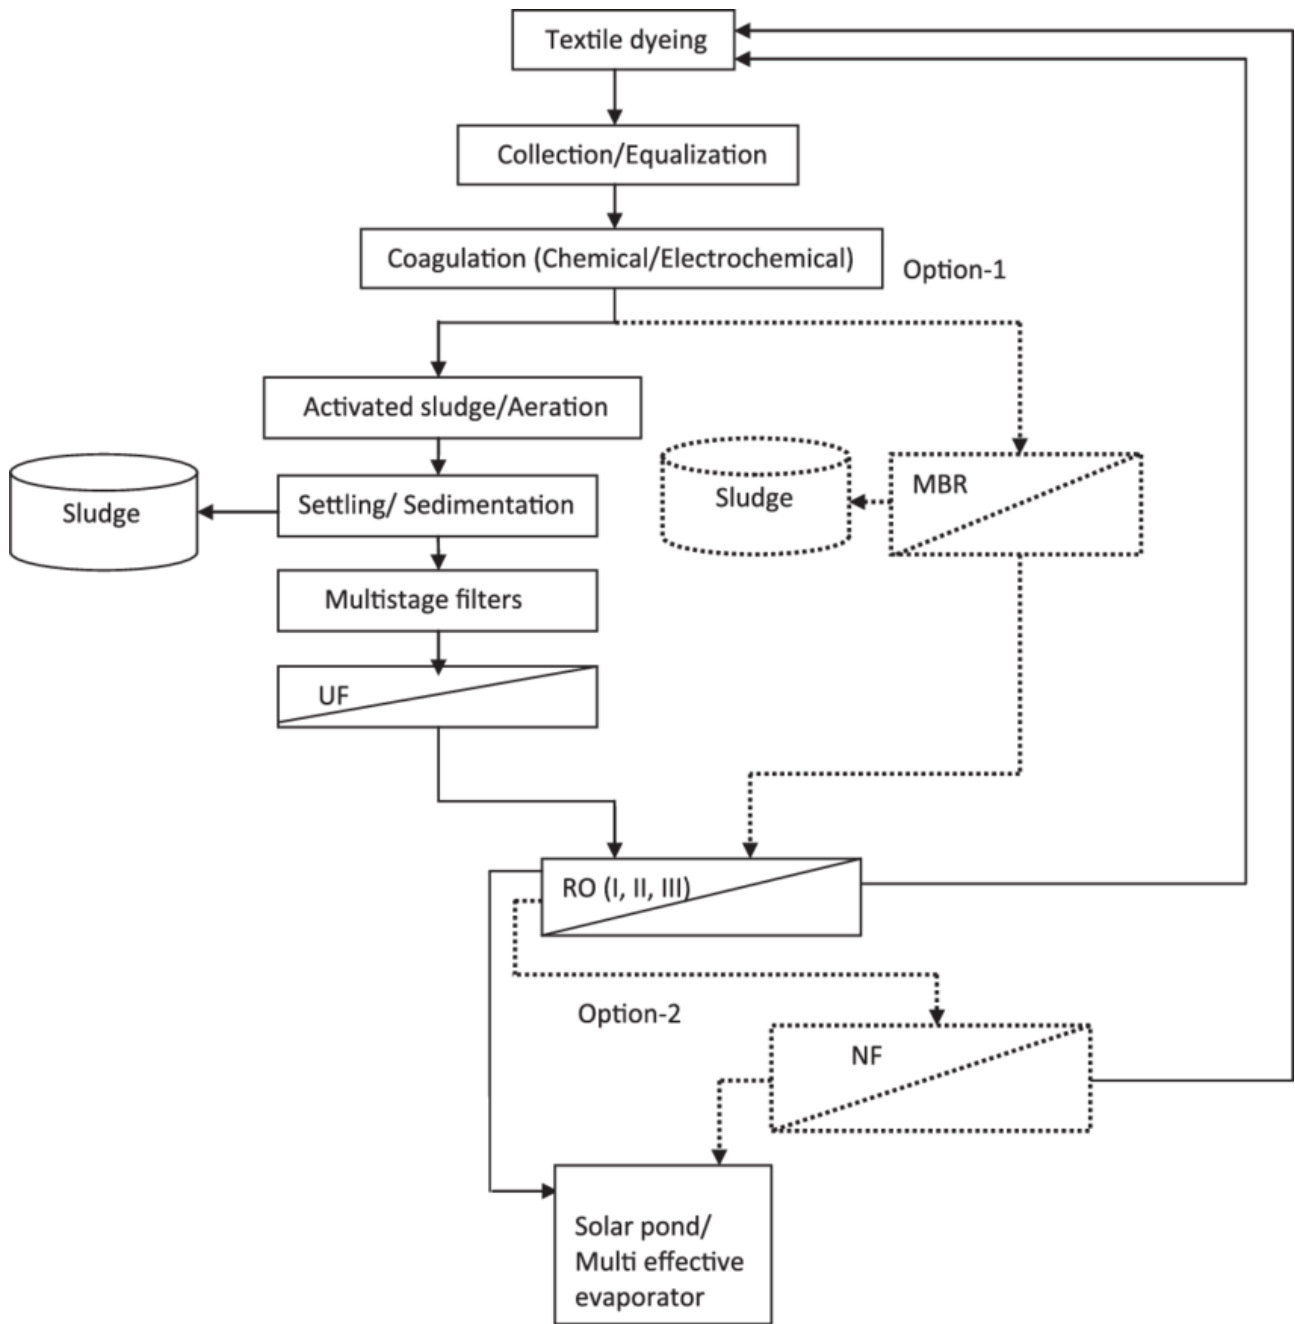 Textile dyeing
Collection/Equalization
Coagulation (Chemical/Electrochemical)
Option-1
Activated sludge/Aeration
Sludge
Settling/ Sedimentation
Sludge
MBR
Multistage filters
UF
RO (I, II, III)
Option-2
NF
Solar pond/
Multi effective
evaporator